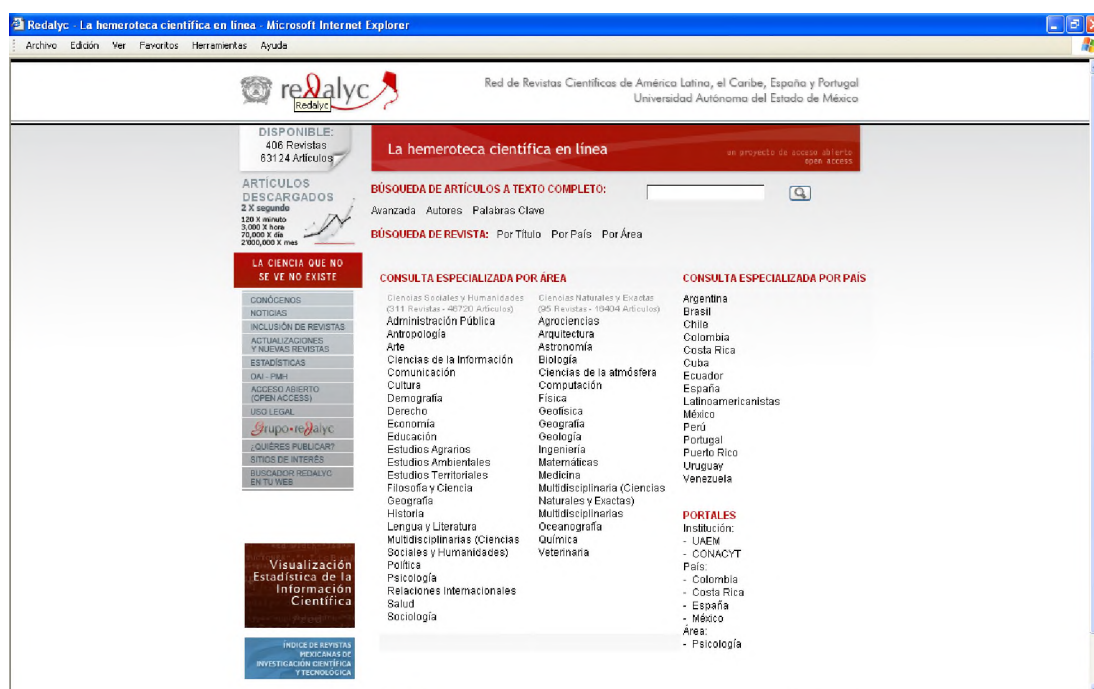 Redalyc - La hemeroteca científica en línea - Microsoft Internet Explorer
Archivo Edición Ver Favoritos Herramientas Ayuda
redalyc
Redalyc
Red de Revistas Científicas de América Latina, el Caribe, España y Portugal
Universidad Autónoma del Estado de México
DISPONIBLE:
406 Revistas
63124 Artículos
La hemeroteca científica en línea
un proyecto de acceso abierto
open access
ARTÍCULOS
DESCARGADOS
2 X segundo
120 X minuto
3,000 X hora
70,000 X día
2'000,000 X mes
BÚSQUEDA DE ARTÍCULOS A TEXTO COMPLETO:
Avanzada Autores Palabras Clave
BÚSQUEDA DE REVISTA: Por Título Por País Por Área
LA CIENCIA QUE NO
SE VE NO EXISTE
CONÓCENOS
NOTICIAS
INCLUSIÓN DE REVISTAS
ACTUALIZACIONES
Y NUEVAS REVISTAS
ESTADÍSTICAS
OAI - PMH
ACCESO ABIERTO
(OPEN ACCESS)
USO LEGAL
Grupo redalyc
¿QUIÉRES PUBLICAR?
SITIOS DE INTERÉS
BUSCADOR REDALYC
EN TU WEB
Visualización
Estadística de la
Información
Científica
ÍNDICE DE REVISTAS
MEXICANAS DE
INVESTIGACIÓN CIENTÍFICA
Y TECNOLÓGICA
CONSULTA ESPECIALIZADA POR ÁREA
Ciencias Sociales y Humanidades
(311 Revistas - 46720 Artículos)
Administración Pública
Antropología
Arte
Ciencias de la Información
Comunicación
Cultura
Demografía
Derecho
Economía
Educación
Estudios Agrarios
Estudios Ambientales
Estudios Territoriales
Filosofía y Ciencia
Geografía
Historia
Lengua y Literatura
Multidisciplinarias (Ciencias
Sociales y Humanidades)
Política
Psicología
Relaciones Internacionales
Salud
Sociología
Ciencias Naturales y Exactas
(95 Revistas - 16404 Artículos)
Agrociencias
Arquitectura
Astronomía
Biología
Ciencias de la atmósfera
Computación
Física
Geofísica
Geografía
Geología
Ingeniería
Matemáticas
Medicina
Multidisciplinaria (Ciencias
Naturales y Exactas)
Multidisciplinarias
Oceanografía
Química
Veterinaria
CONSULTA ESPECIALIZADA POR PAÍS
Argentina
Brasil
Chile
Colombia
Costa Rica
Cuba
Ecuador
España
Latinoamericanistas
México
Perú
Portugal
Puerto Rico
Uruguay
Venezuela
PORTALES
Institución:
- UAEM
- CONACYT
País:
- Colombia
- Costa Rica
- España
- México
Área:
- Psicología